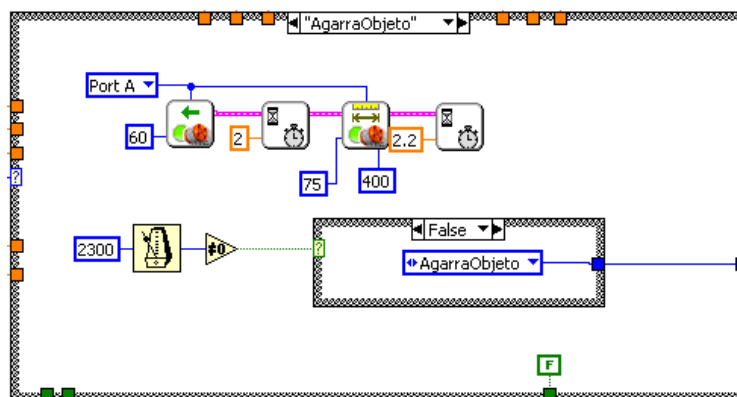 "AgarraObjeto"
Port A
60
2
2.2
75
400
2300
≠0
?
?
False
AgarraObjeto
F